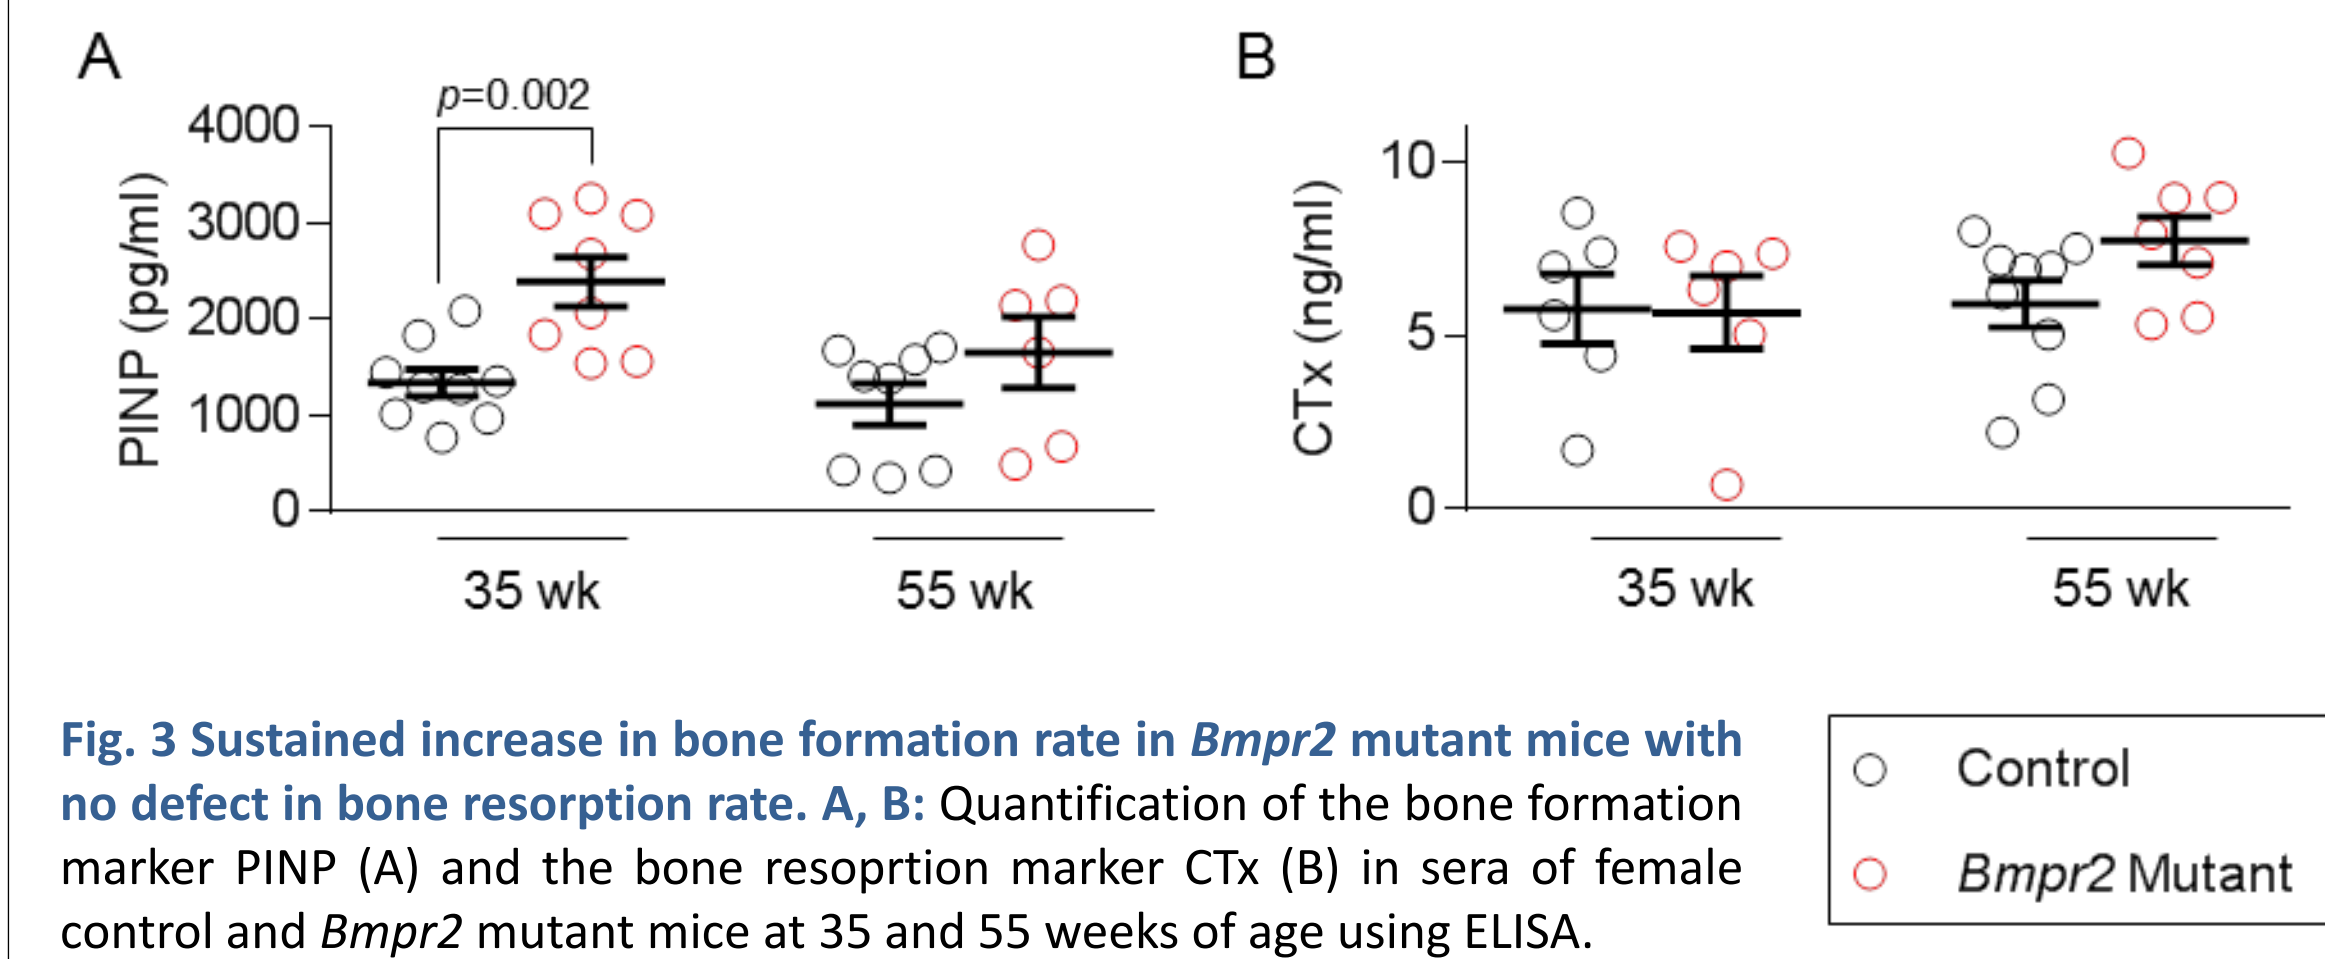 A
p=0.002
4000
3000
2000
1000
0
PINP (pg/ml)
35 wk
55 wk
B
10
5
0
CTx (ng/ml)
35 wk
55 wk
Fig. 3 Sustained increase in bone formation rate in Bmpr2 mutant mice with
no defect in bone resorption rate. A, B: Quantification of the bone formation
marker PINP (A) and the bone resoprtion marker CTx (B) in sera of female
control and Bmpr2 mutant mice at 35 and 55 weeks of age using ELISA.
Control
Bmpr2 Mutant